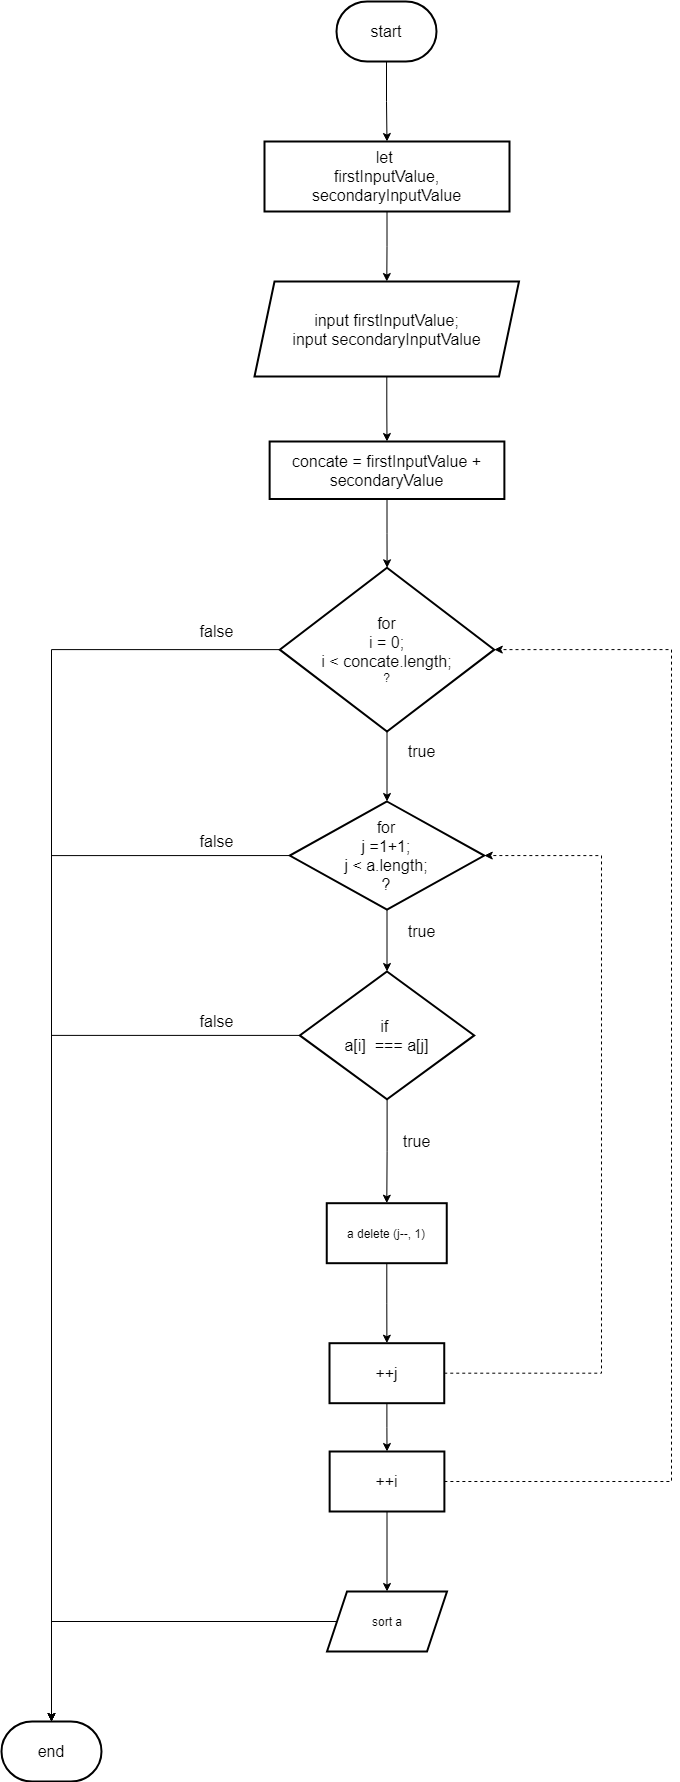 start
let
firstInputValue,
secondaryInputValue
input firstInputValue;
input secondaryInputValue
concate = firstInputValue +
secondaryValue
for
i = 0;
i < concate.length;
?
false
true
for
j =1+1;
j < a.length;
?
false
true
if
a[i] === a[j]
false
true
a delete (j--, 1)
++j
++i
sort a
end